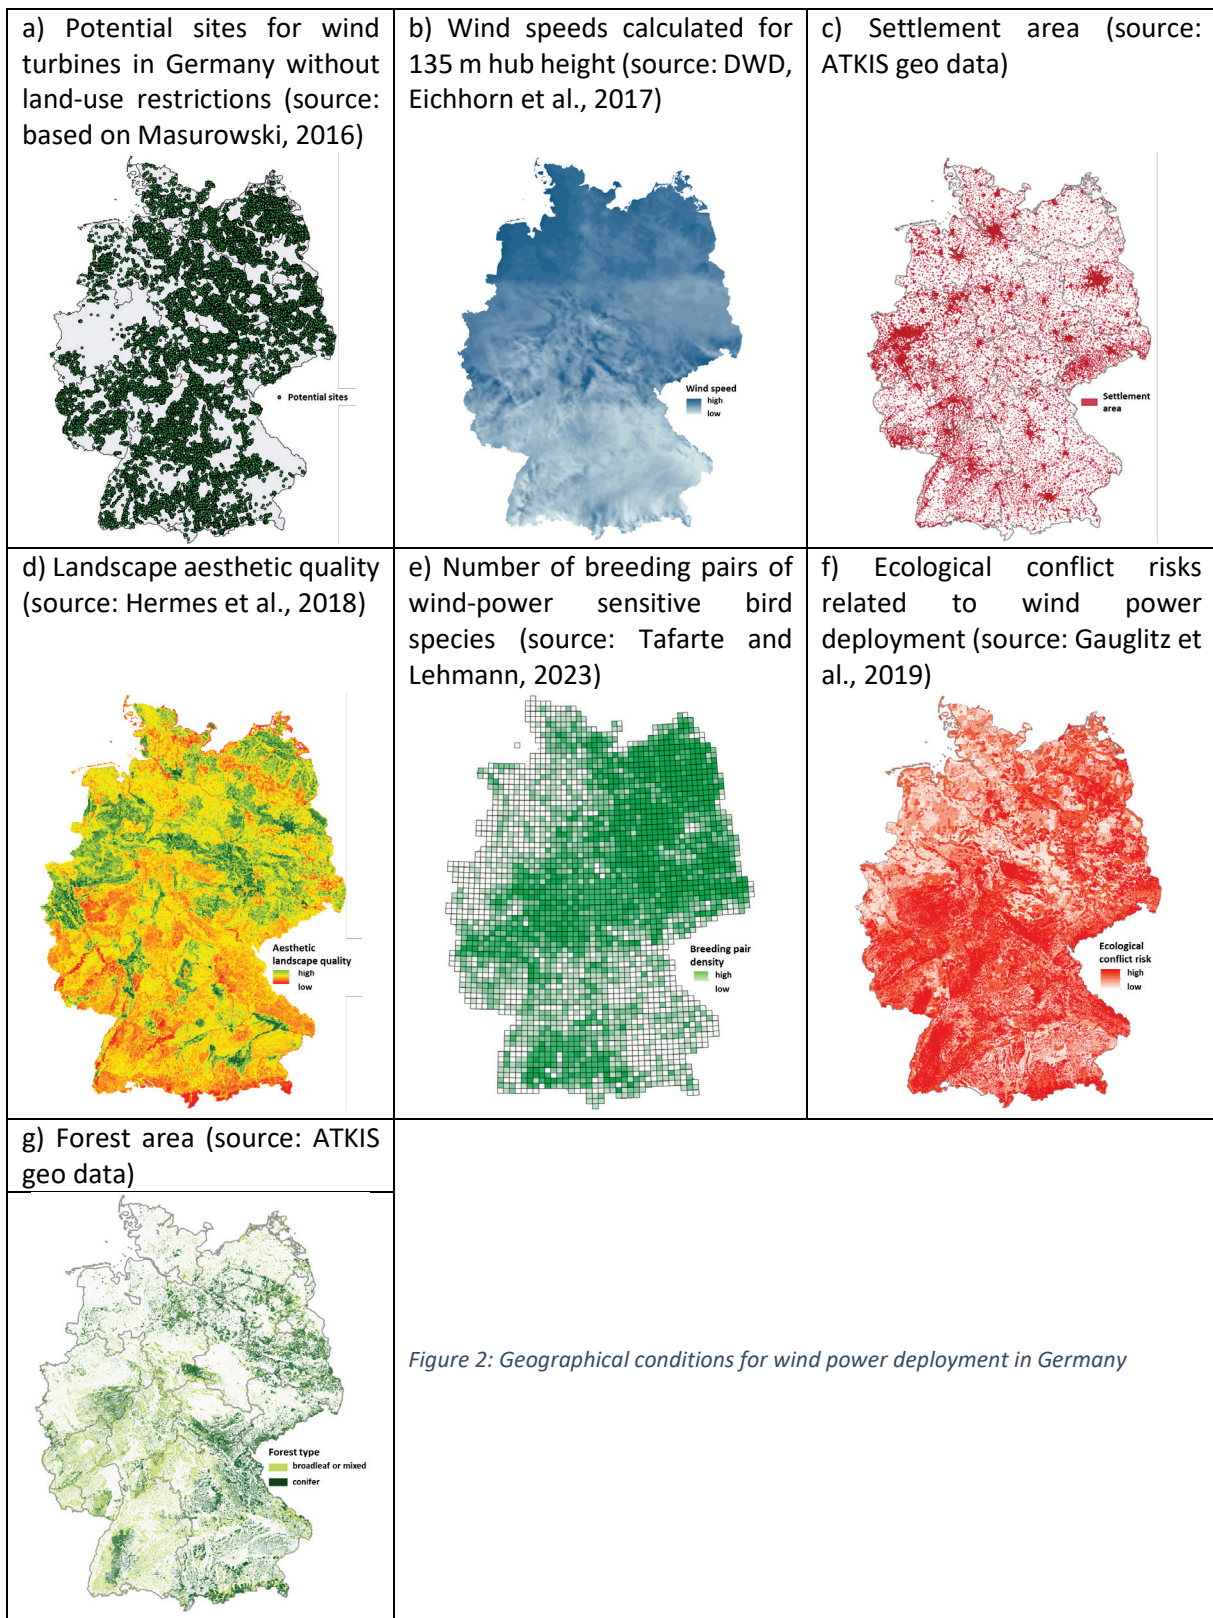 a) Potential sites for wind
turbines in Germany without
land-use restrictions (source:
based on Masurowski, 2016)
Potential sites
b) Wind speeds calculated for
135 m hub height (source: DWD,
Eichhorn et al., 2017)
Wind speed
high
low
c) Settlement area (source:
ATKIS geo data)
Settlement
area
d) Landscape aesthetic quality
(source: Hermes et al., 2018)
Aesthetic
landscape quality
high
low
e) Number of breeding pairs of
wind-power sensitive bird
species (source: Tafarte and
Lehmann, 2023)
Breeding pair
density
high
low
f) Ecological conflict risks
related to wind power
deployment (source: Gauglitz et
al., 2019)
Ecological
conflict risk
high
low
g) Forest area (source: ATKIS
geo data)
Forest type
broadleaf or mixed
conifer
Figure 2: Geographical conditions for wind power deployment in Germany